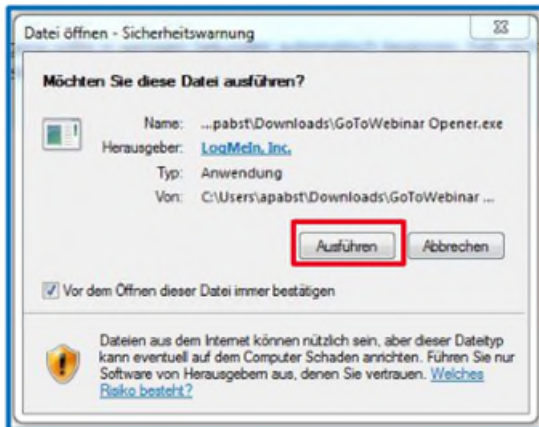 Datei öffnen - Sicherheitswarnung
Möchten Sie diese Datei ausführen?
Name: ...pabst\Downloads\GoToWebinar Opener.exe
Herausgeber: LogMeIn, Inc.
Typ: Anwendung
Von: C:\Users\apabst\Downloads\GoToWebinar ...
Ausführen Abbrechen
Vor dem Öffnen dieser Datei immer bestätigen
Dateien aus dem Internet können nützlich sein, aber dieser Dateityp
kann eventuell auf dem Computer Schaden anrichten. Führen Sie nur
Software von Herausgebern aus, denen Sie vertrauen. Welches
Risiko besteht?